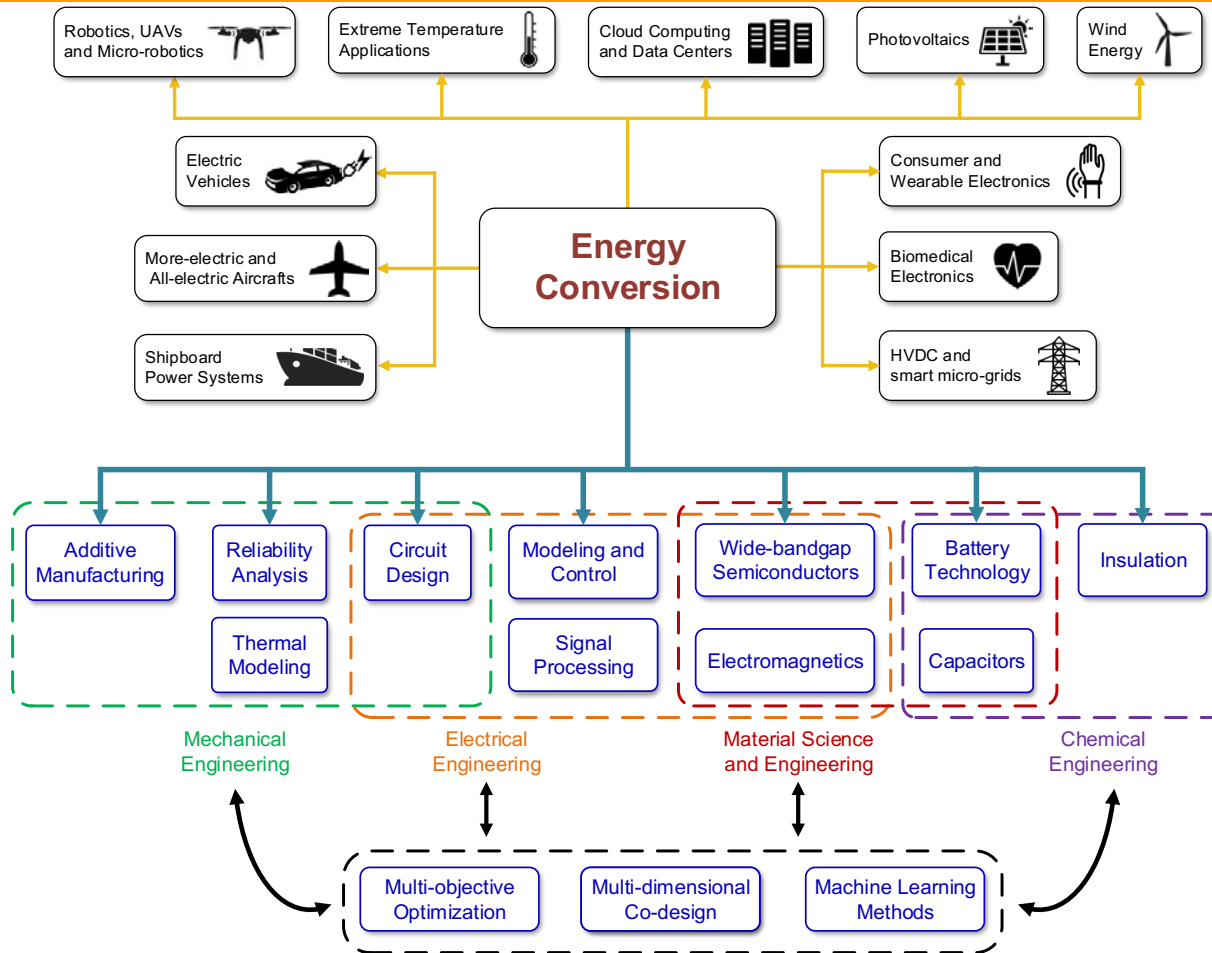 Robotics, UAVs
and Micro-robotics
Extreme Temperature
Applications
Cloud Computing
and Data Centers
Photovoltaics
Wind
Energy
Electric
Vehicles
Consumer and
Wearable Electronics
More-electric and
All-electric Aircrafts
Energy
Conversion
Biomedical
Electronics
Shipboard
Power Systems
HVDC and
smart micro-grids
Additive
Manufacturing
Reliability
Analysis
Circuit
Design
Modeling and
Control
Wide-bandgap
Semiconductors
Battery
Technology
Insulation
Thermal
Modeling
Signal
Processing
Electromagnetics
Capacitors
Mechanical
Engineering
Electrical
Engineering
Material Science
and Engineering
Chemical
Engineering
Multi-objective
Optimization
Multi-dimensional
Co-design
Machine Learning
Methods